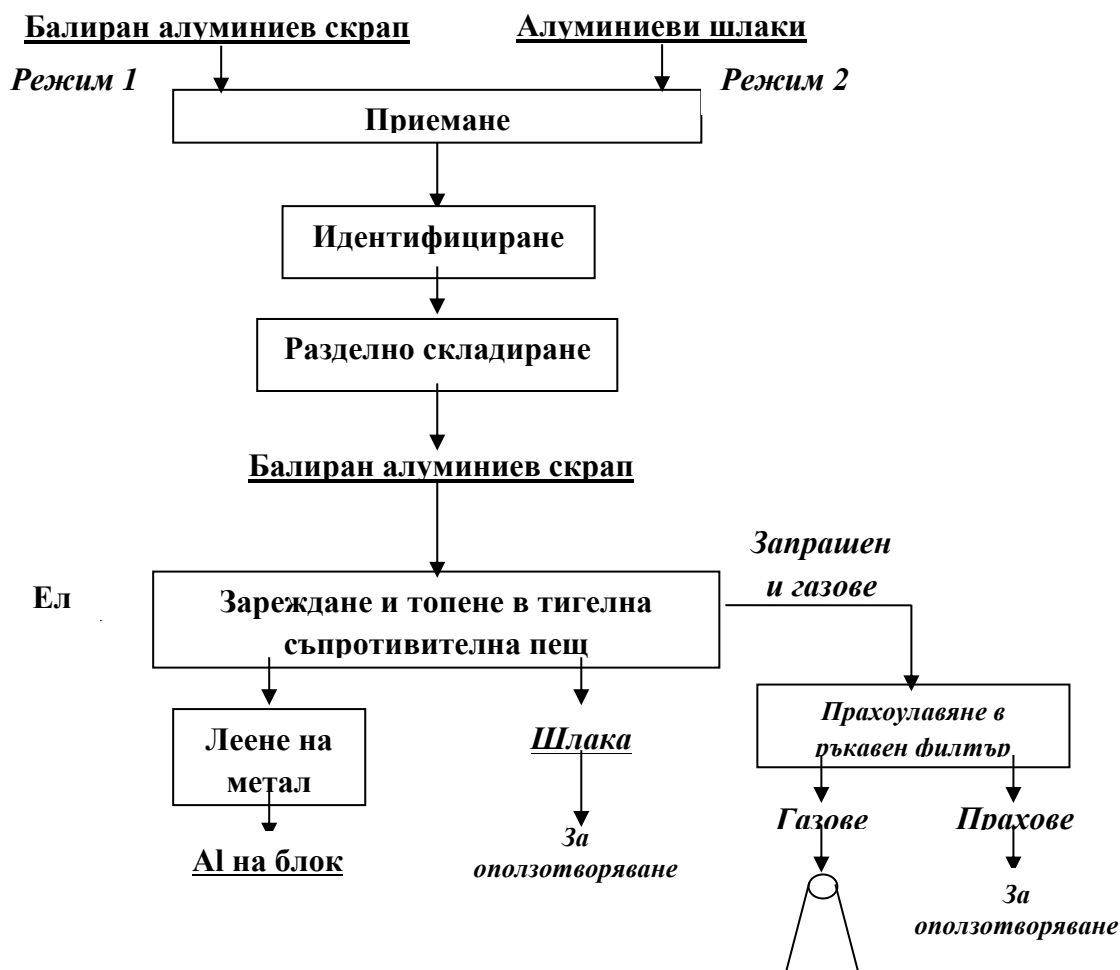 Балиран алуминиев скрап
Алуминиеви шлаки
Режим 1
Режим 2
Приемане
Идентифициране
Разделно складиране
Балиран алуминиев скрап
Запрашен
и газове
Ел
Зареждане и топене в тигелна
съпротивителна пещ
Прахоулавяне в
ръкавен филтър
Леене на
метал
Шлака
Газове
Прахове
Al на блок
За
оползотворяване
За
оползотворяване